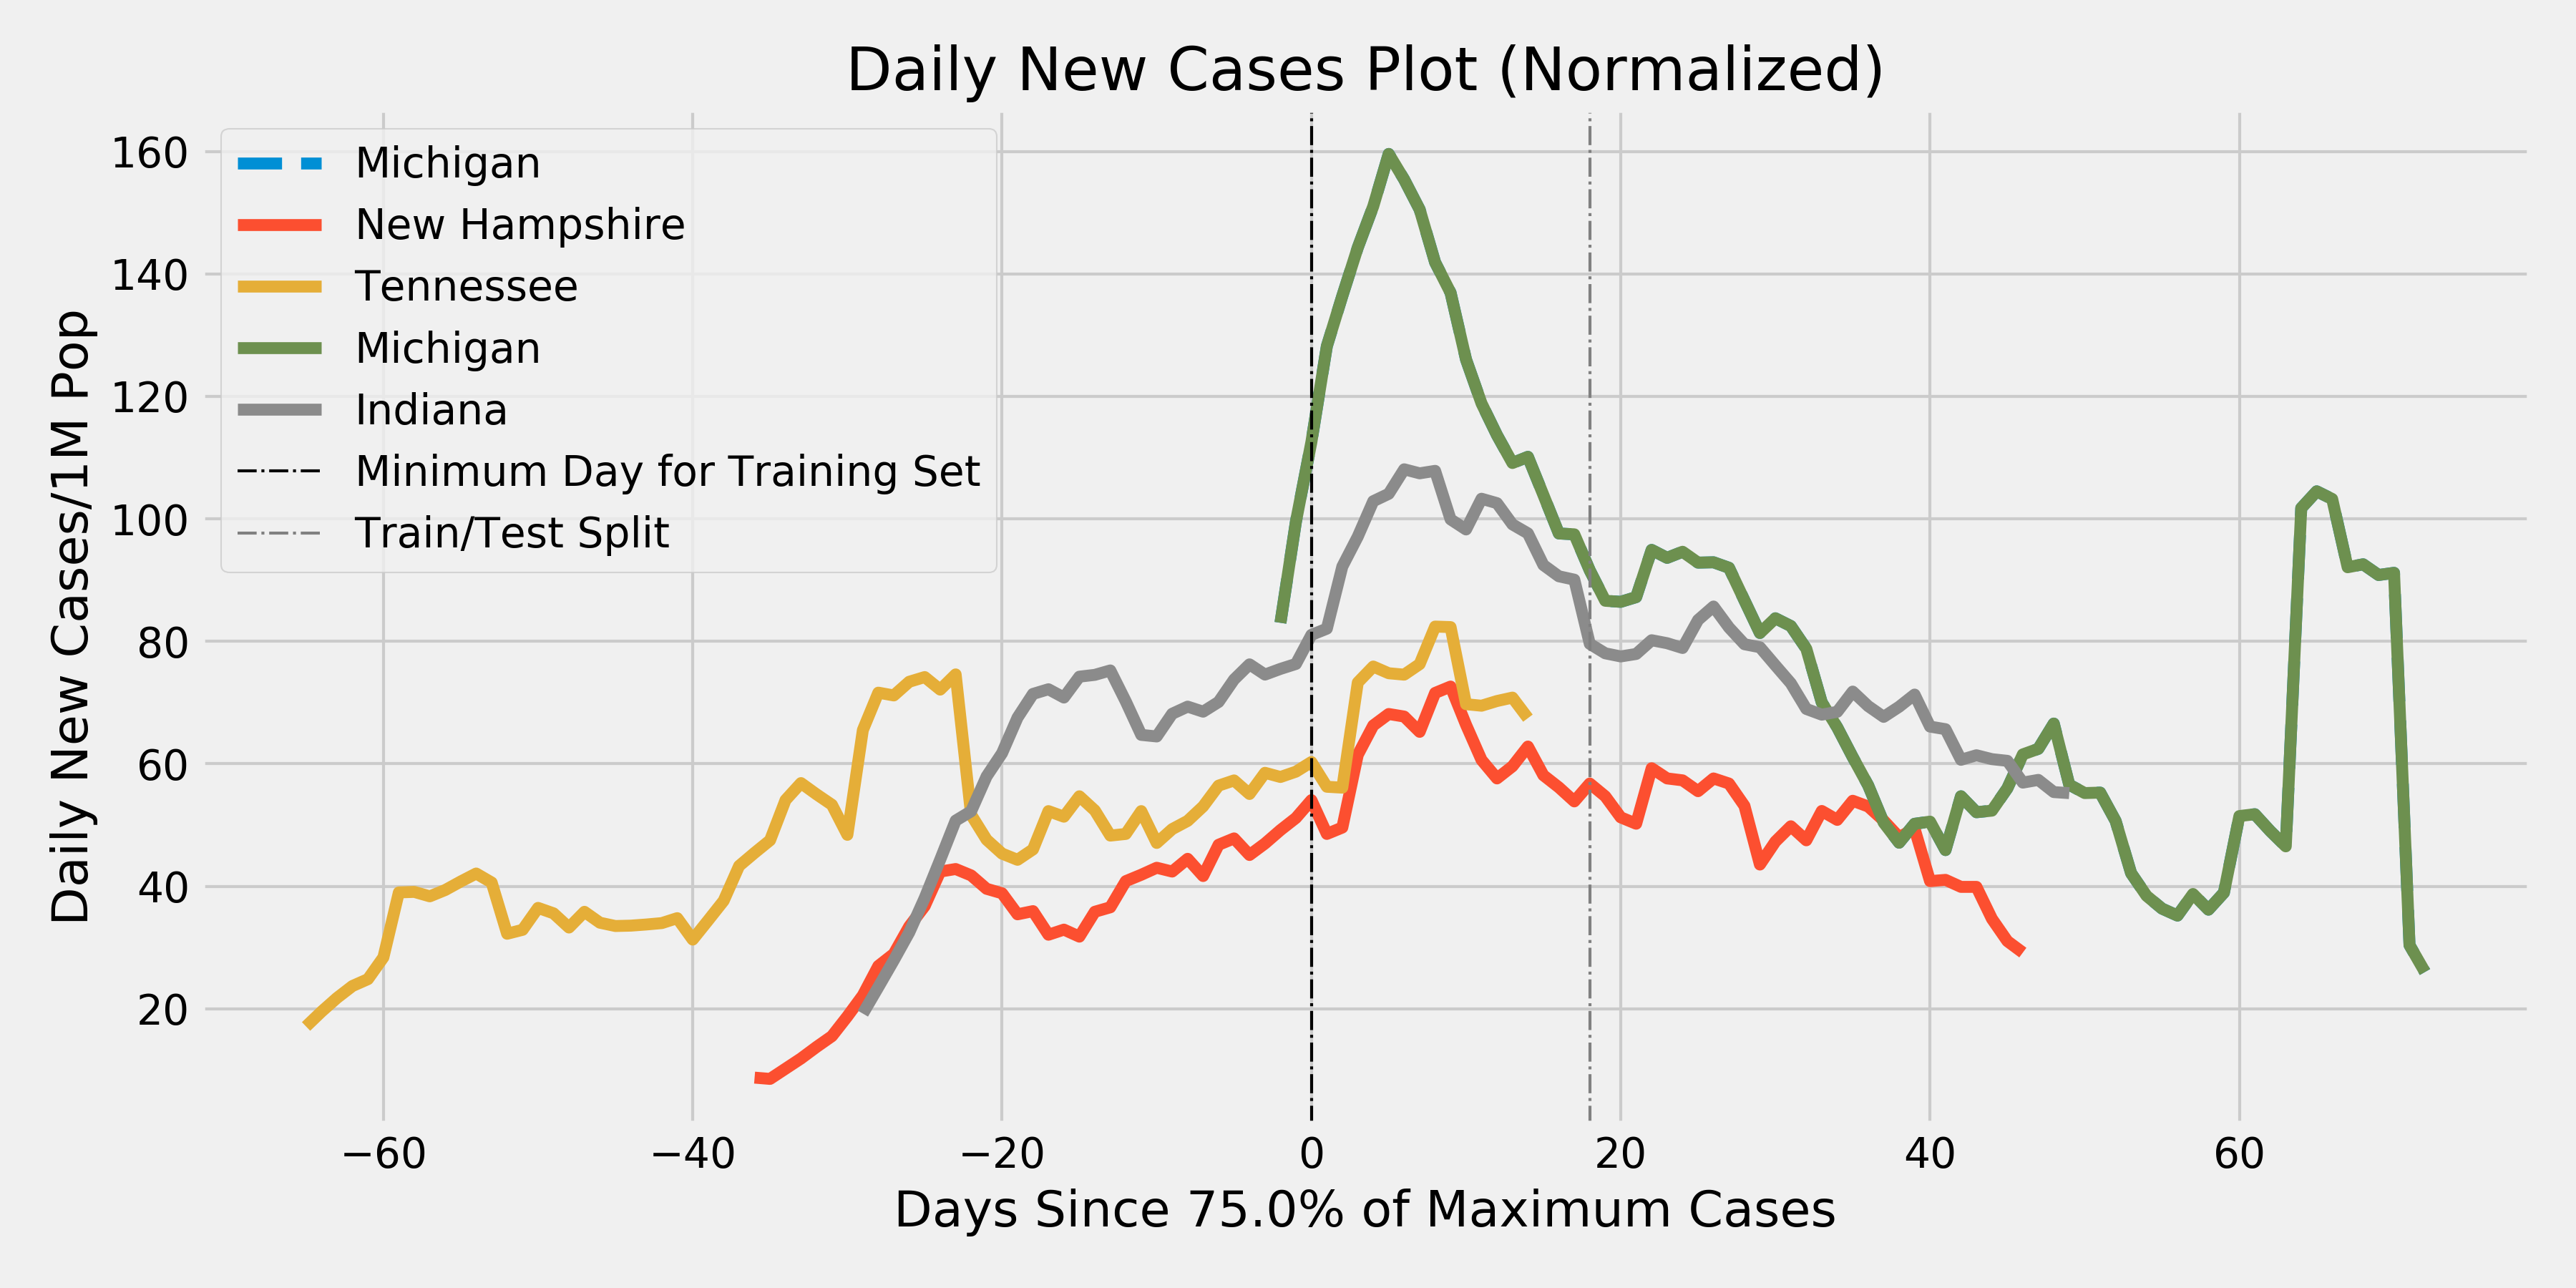 Daily New Cases Plot (Normalized)
Daily New Cases/1M Pop
160
140
120
100
80
60
40
20
Michigan
New Hampshire
Tennessee
Michigan
Indiana
Minimum Day for Training Set
Train/Test Split
−60 −40 −20 0 20 40 60
Days Since 75.0% of Maximum Cases